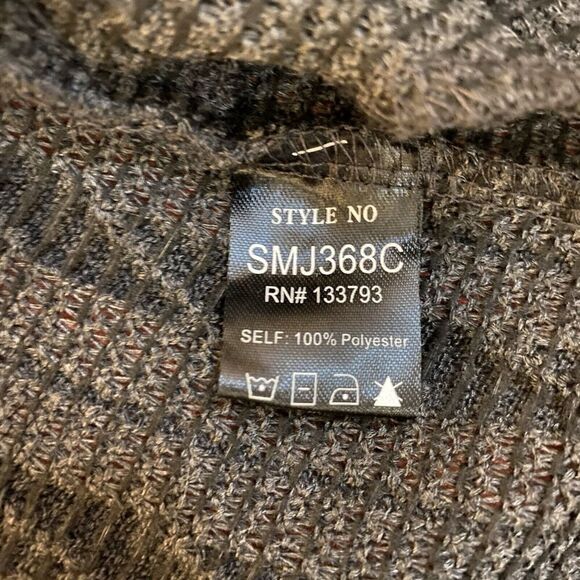 STYLE NO
SMJ368C
RN# 133793
SELF: 100% Polyester